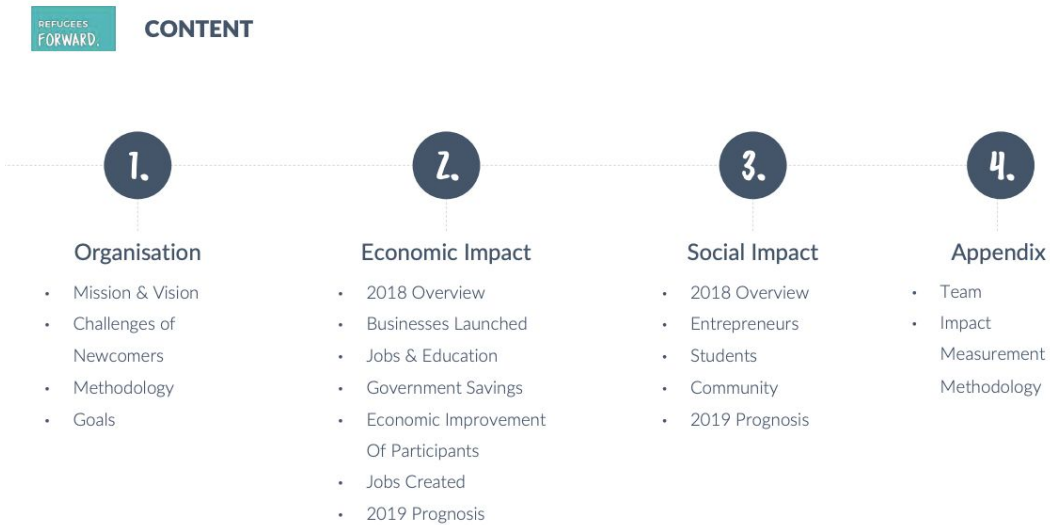 REFUGEES
FORWARD.
CONTENT
1.
Organisation
• Mission & Vision
• Challenges of
Newcomers
• Methodology
• Goals
2.
Economic Impact
• 2018 Overview
• Businesses Launched
• Jobs & Education
• Government Savings
• Economic Improvement
Of Participants
• Jobs Created
• 2019 Prognosis
3.
Social Impact
• 2018 Overview
• Entrepreneurs
• Students
• Community
• 2019 Prognosis
4.
Appendix
• Team
• Impact
Measurement
Methodology